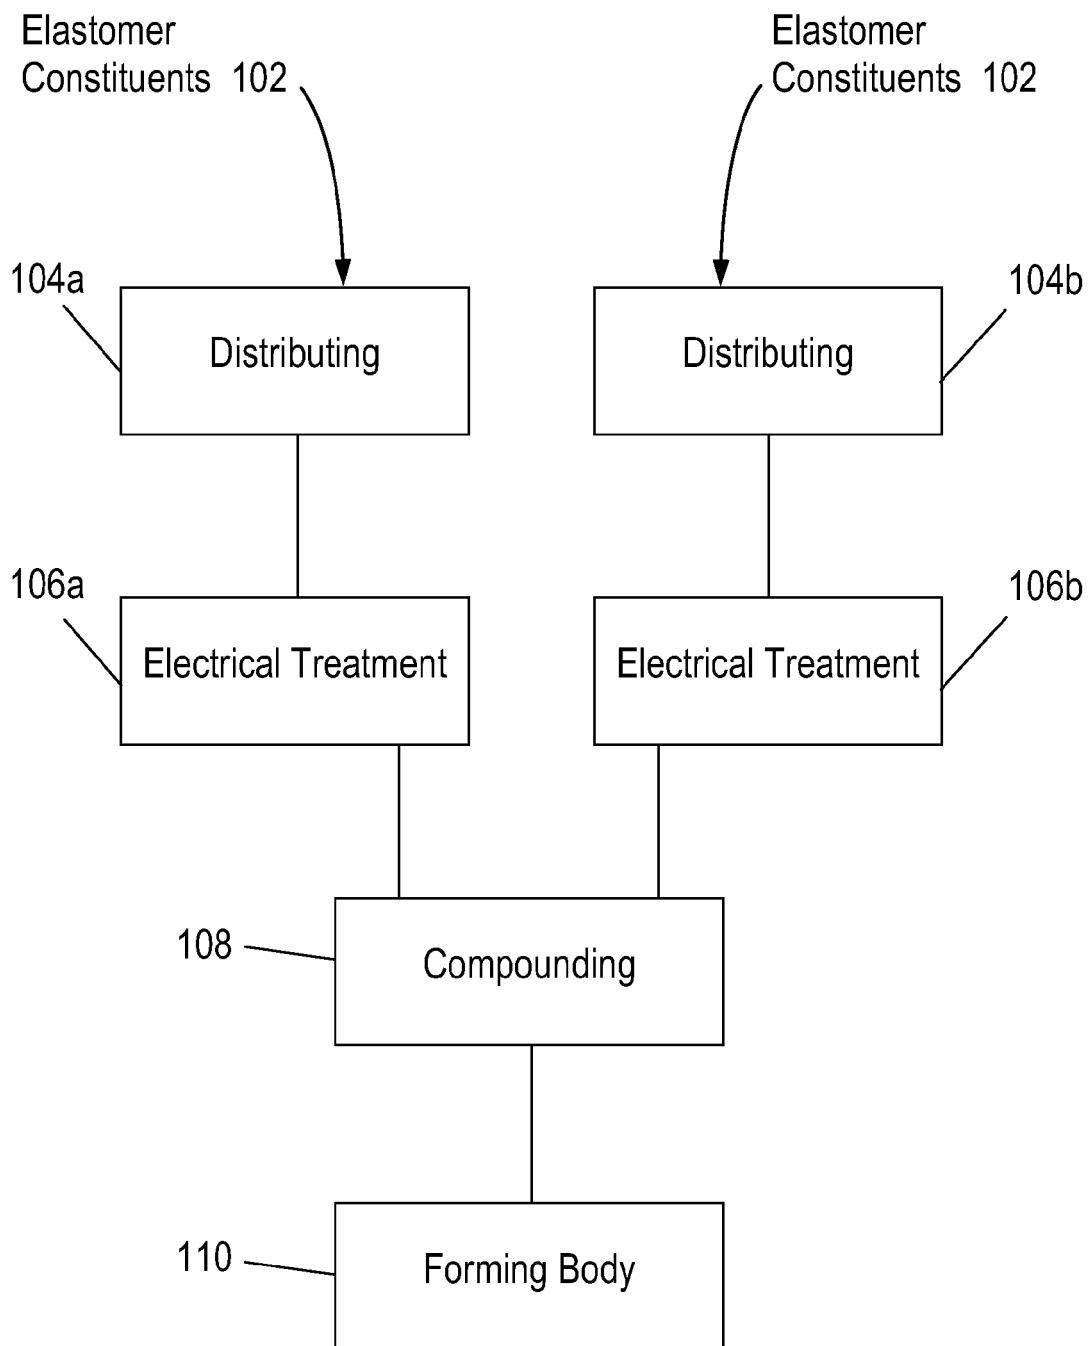 Elastomer
Constituents 102
Elastomer
Constituents 102
104a
104b
Distributing
Distributing
106a
106b
Electrical Treatment
Electrical Treatment
108
Compounding
110
Forming Body